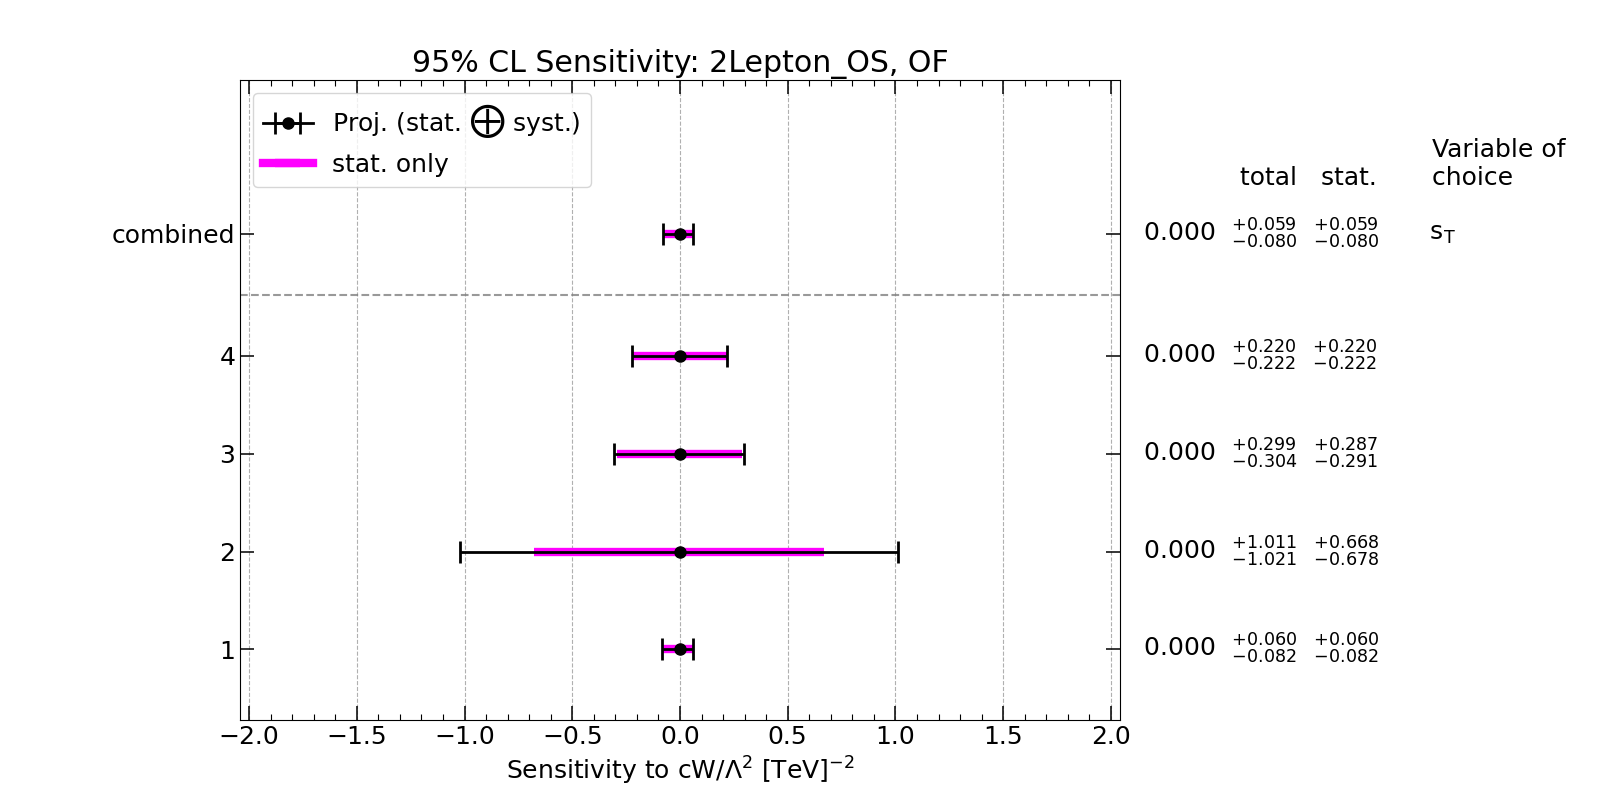 95% CL Sensitivity: 2Lepton_OS, OF
Proj. (stat. ⊕ syst.)
stat. only
Variable of
total stat. choice
combined 0.000 +0.059 −0.080 +0.059 −0.080 s_T
4 0.000 +0.220 −0.222 +0.220 −0.222
3 0.000 +0.299 −0.304 +0.287 −0.291
2 0.000 +1.011 −1.021 +0.668 −0.678
1 0.000 +0.060 −0.082 +0.060 −0.082
−2.0 −1.5 −1.0 −0.5 0.0 0.5 1.0 1.5 2.0
Sensitivity to cW/Λ² [TeV]⁻²